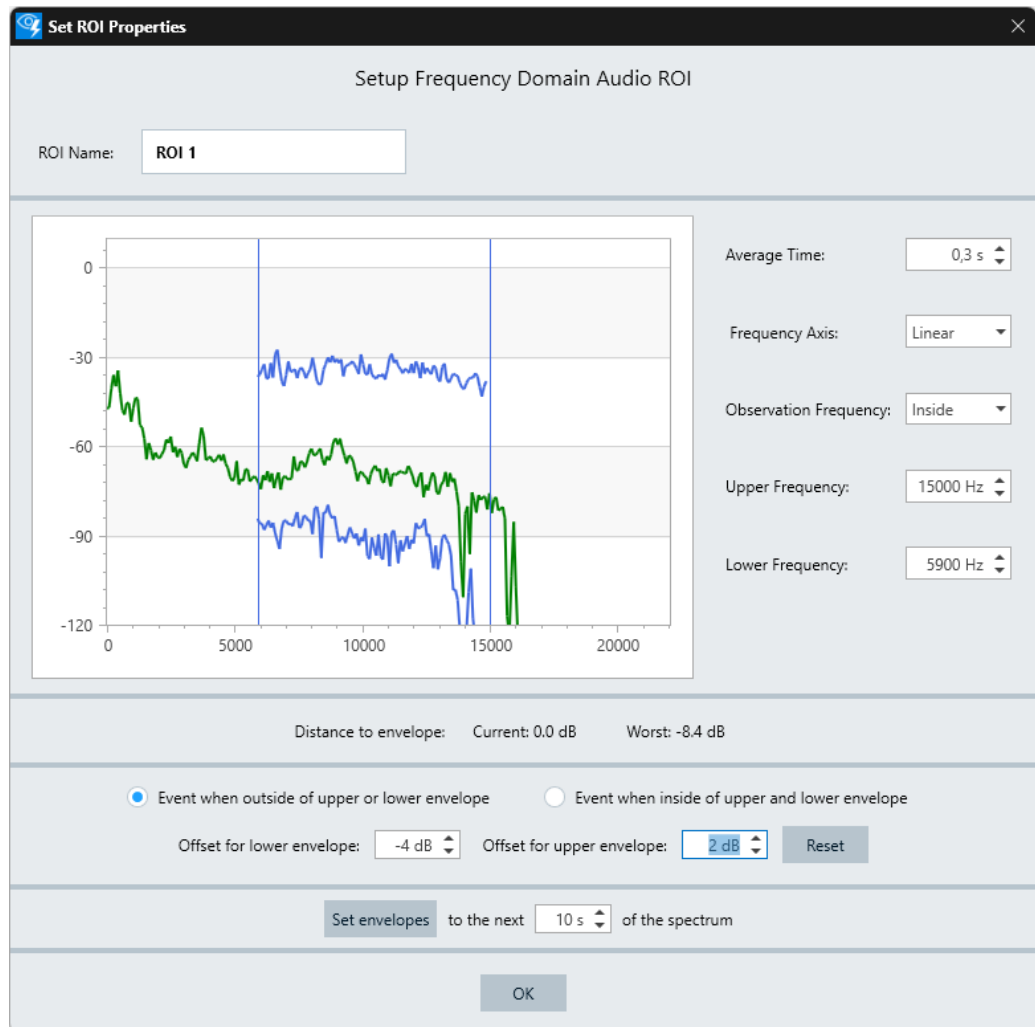 Set ROI Properties
Setup Frequency Domain Audio ROI
ROI Name: ROI 1
0
-30
-60
-90
-120
0 5000 10000 15000 20000
Average Time: 0,3 s
Frequency Axis: Linear
Observation Frequency: Inside
Upper Frequency: 15000 Hz
Lower Frequency: 5900 Hz
Distance to envelope: Current: 0.0 dB Worst: -8.4 dB
Event when outside of upper or lower envelope Event when inside of upper and lower envelope
Offset for lower envelope: -4 dB Offset for upper envelope: 2 dB Reset
Set envelopes to the next 10 s of the spectrum
OK